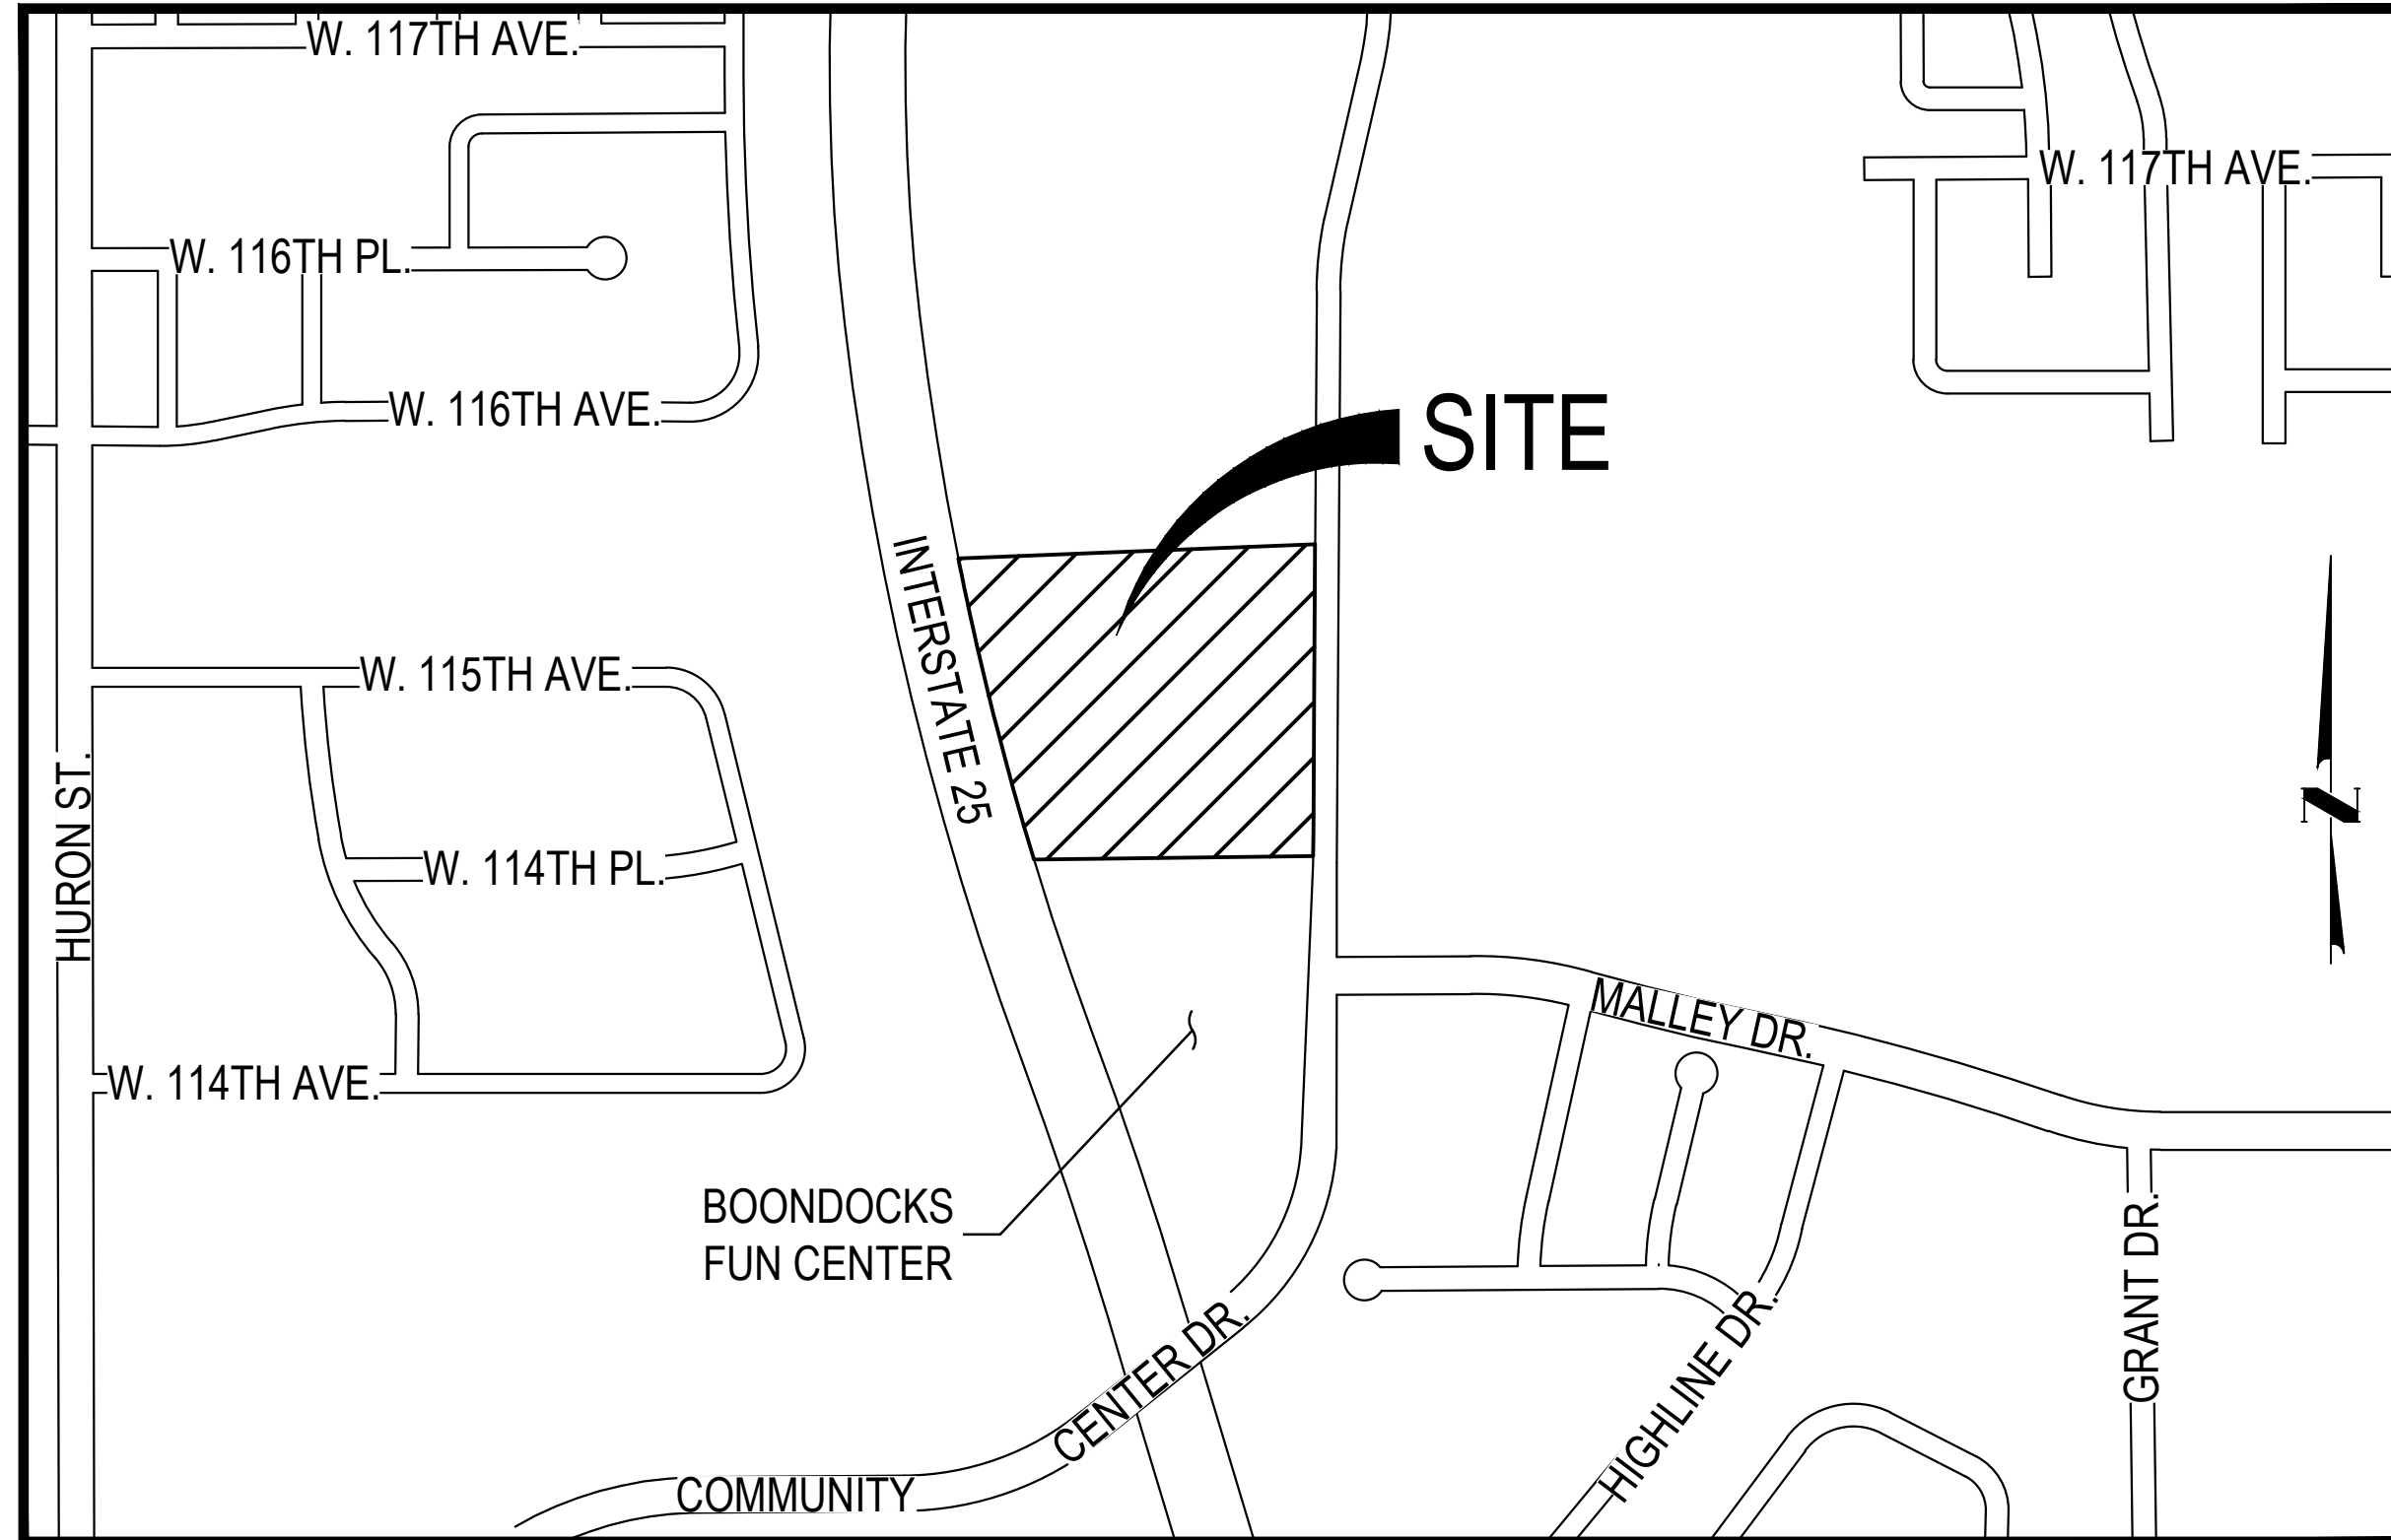 W. 117TH AVE.
W. 117TH AVE.
W. 116TH PL.
W. 116TH AVE.
SITE
INTERSTATE 25
W. 115TH AVE.
HURON ST.
N
W. 114TH PL.
MALLEY DR.
W. 114TH AVE.
BOONDOCKS
FUN CENTER
GRANT DR.
HIGHLINE DR.
COMMUNITY
CENTER DR.